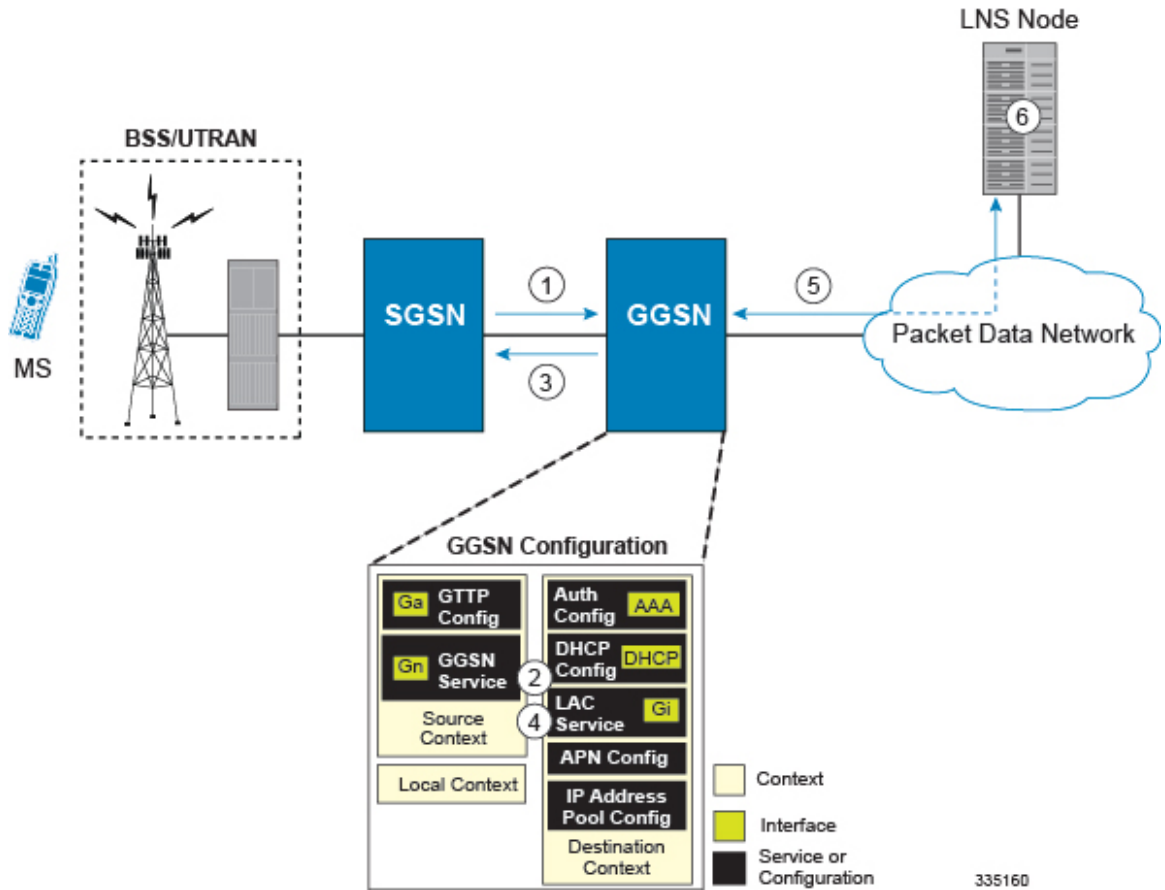 LNS Node
6
BSS/UTRAN
MS
SGSN
1
3
GGSN
5
Packet Data Network
GGSN Configuration
Ga
GTTP
Config
Gn
GGSN
Service
Source
Context
Local Context
2
4
Auth
Config
AAA
DHCP
Config
DHCP
LAC
Service
Gi
APN Config
IP Address
Pool Config
Destination
Context
Context
Interface
Service or
Configuration
335160